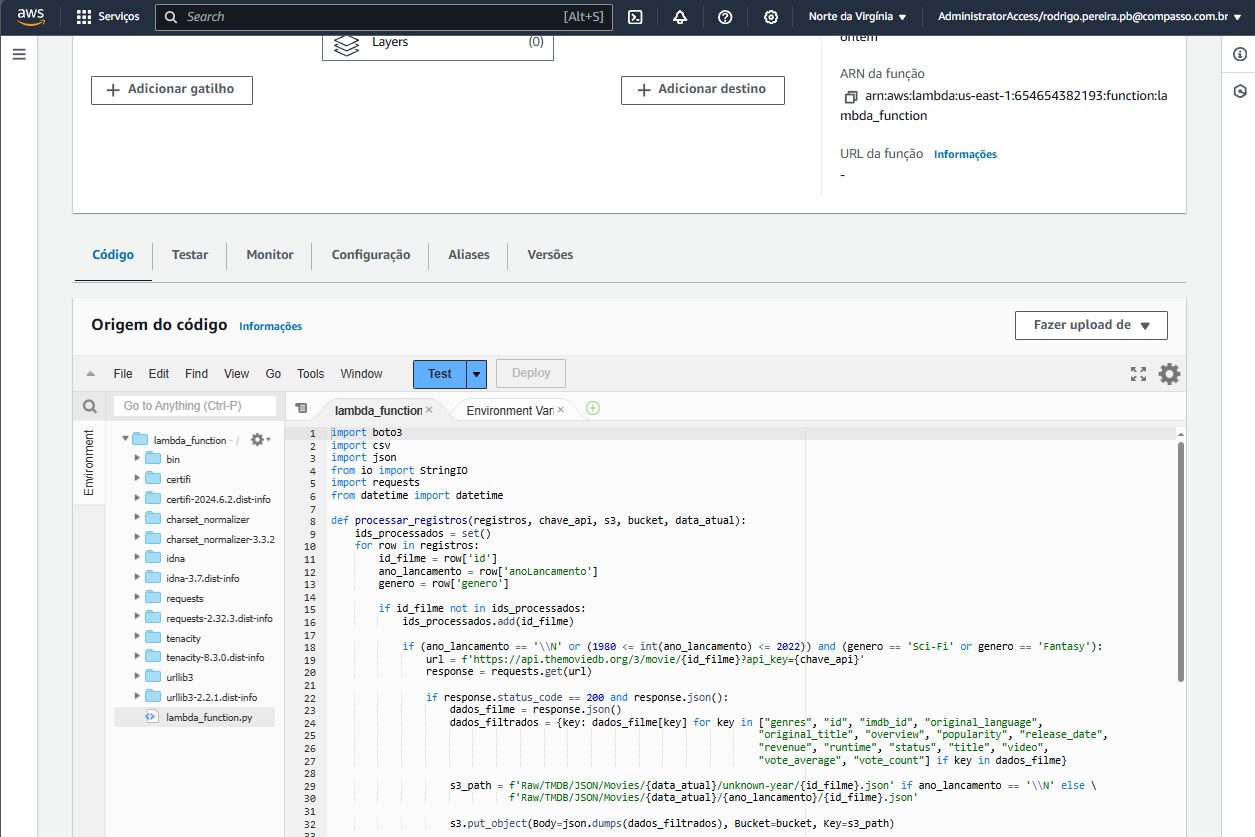 aws
Serviços
Search
[Alt+S]
Norte da Virgínia
AdministratorAccess/rodrigo.pereira.pb@compasso.com.br
Layers
(0)
ontem
Adicionar gatilho
Adicionar destino
ARN da função
arn:aws:lambda:us-east-1:654654382193:function:la
mbda_function
URL da função Informações
-
Código
Testar
Monitor
Configuração
Aliases
Versões
Origem do código Informações
Fazer upload de
File Edit Find View Go Tools Window
Test
Deploy
Go to Anything (Ctrl-P)
lambda_function
Environment Var
Environment
lambda_function - /
bin
certifi
certifi-2024.6.2.dist-info
charset_normalizer
charset_normalizer-3.3.2
idna
idna-3.7.dist-info
requests
requests-2.32.3.dist-info
tenacity
tenacity-8.3.0.dist-info
urllib3
urllib3-2.2.1.dist-info
lambda_function.py
1 import boto3
2 import csv
3 import json
4 from io import StringIO
5 import requests
6 from datetime import datetime
7
8 def processar_registros(registros, chave_api, s3, bucket, data_atual):
9 ids_processados = set()
10 for row in registros:
11 id_filme = row['id']
12 ano_lancamento = row['anoLancamento']
13 genero = row['genero']
14
15 if id_filme not in ids_processados:
16 ids_processados.add(id_filme)
17
18 if (ano_lancamento == '\\N' or (1980 <= int(ano_lancamento) <= 2022)) and (genero == 'Sci-Fi' or genero == 'Fantasy'):
19 url = f'https://api.themoviedb.org/3/movie/{id_filme}?api_key={chave_api}'
20 response = requests.get(url)
21
22 if response.status_code == 200 and response.json():
23 dados_filme = response.json()
24 dados_filtrados = {key: dados_filme[key] for key in ["genres", "id", "imdb_id", "original_language",
25 "original_title", "overview", "popularity", "release_date",
26 "revenue", "runtime", "status", "title", "video",
27 "vote_average", "vote_count"] if key in dados_filme}
28
29 s3_path = f'Raw/TMDB/JSON/Movies/{data_atual}/unknown-year/{id_filme}.json' if ano_lancamento == '\\N' else \
30 f'Raw/TMDB/JSON/Movies/{data_atual}/{ano_lancamento}/{id_filme}.json'
31
32 s3.put_object(Body=json.dumps(dados_filtrados), Bucket=bucket, Key=s3_path)
33